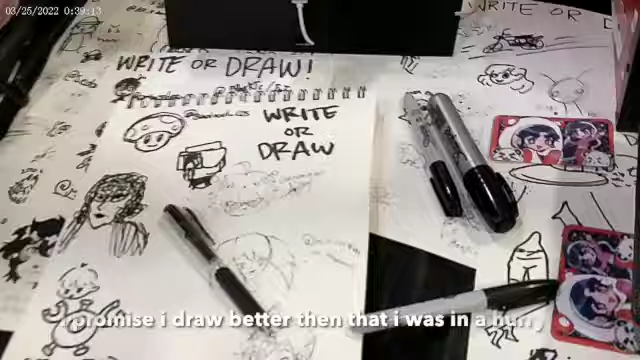 03/25/2022 0:39:13
WRITE OR
WRITE OR DRAW!
WRITE
OR
DRAW
i promise i draw better then that i was in a hurry